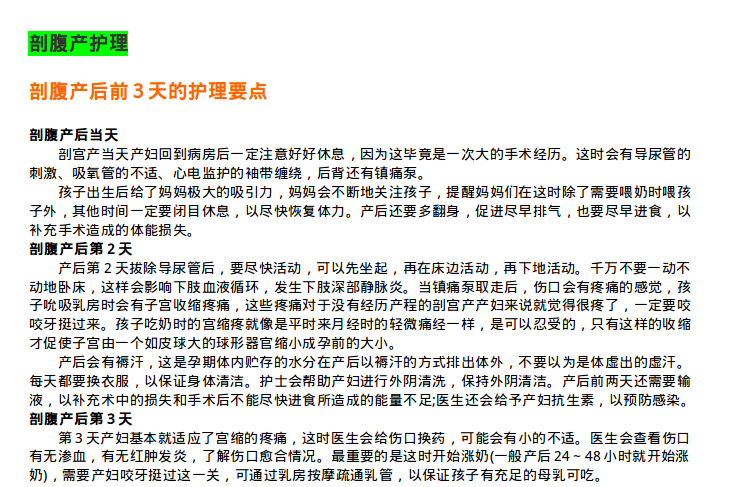 剖腹产护理
剖腹产后前3天的护理要点
剖腹产后当天
剖宫产当天产妇回到病房后一定注意好好休息，因为这毕竟是一次大的手术经历。这时会有导尿管的
刺激、吸氧管的不适、心电监护的袖带缠绕，后背还有镇痛泵。
孩子出生后给了妈妈极大的吸引力，妈妈会不断地关注孩子，提醒妈妈们在这时除了需要喂奶时喂孩
子外，其他时间一定要闭目休息，以尽快恢复体力。产后还要多翻身，促进尽早排气，也要尽早进食，以
补充手术造成的体能损失。
剖腹产后第2天
产后第2天拔除导尿管后，要尽快活动，可以先坐起，再在床边活动，再下地活动。千万不要一动不
动地卧床，这样会影响下肢血液循环，发生下肢深部静脉炎。当镇痛泵取走后，伤口会有疼痛的感觉，孩
子吮吸乳房时会有子宫收缩疼痛，这些疼痛对于没有经历产程的剖宫产产妇来说就觉得很疼了，一定要咬
咬牙挺过来。孩子吃奶时的宫缩疼就像是平时来月经时的轻微痛经一样，是可以忍受的，只有这样的收缩
才促使子宫由一个如皮球大的球形器官缩小成孕前的大小。
产后会有褥汗，这是孕期体内贮存的水分在产后以褥汗的方式排出体外，不要以为是体虚出的虚汗。
每天都要换衣服，以保证身体清洁。护士会帮助产妇进行外阴清洗，保持外阴清洁。产后前两天还需要输
液，以补充术中的损失和手术后不能尽快进食所造成的能量不足;医生还会给予产妇抗生素，以预防感染。
剖腹产后第3天
第3天产妇基本就适应了宫缩的疼痛，这时医生会给伤口换药，可能会有小的不适。医生会查看伤口
有无渗血，有无红肿发炎，了解伤口愈合情况。最重要的是这时开始涨奶(一般产后24～48小时就开始涨
奶)，需要产妇咬牙挺过这一关，可通过乳房按摩疏通乳管，以保证孩子有充足的母乳可吃。